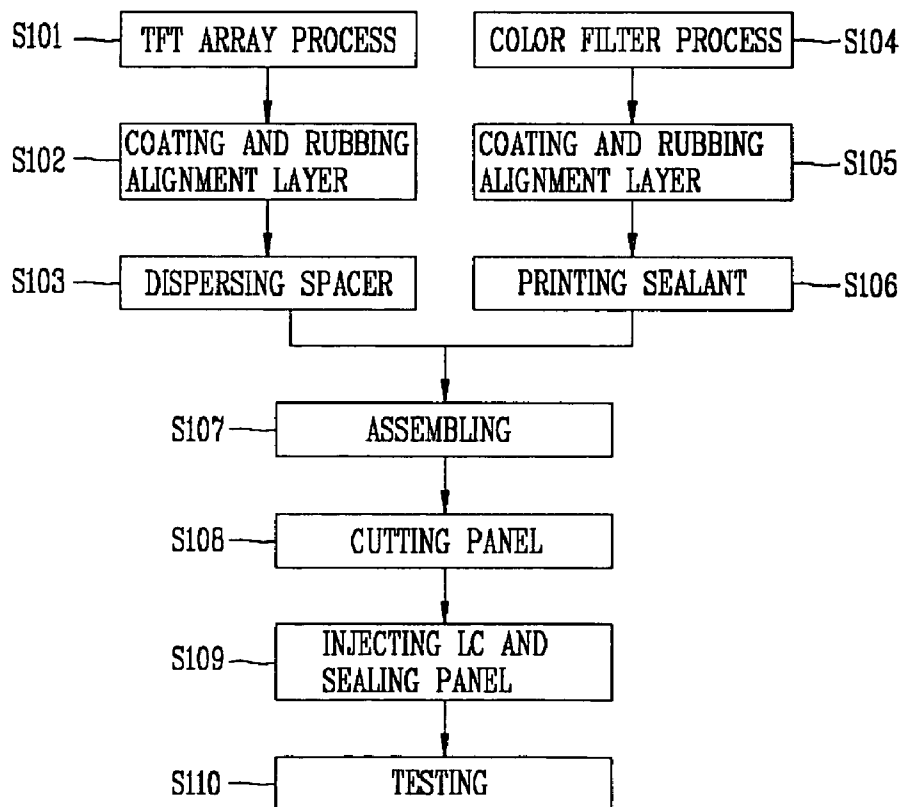 S101
TFT ARRAY PROCESS
COLOR FILTER PROCESS
S104
S102
COATING AND RUBBING
ALIGNMENT LAYER
COATING AND RUBBING
ALIGNMENT LAYER
S105
S103
DISPERSING SPACER
PRINTING SEALANT
S106
S107
ASSEMBLING
S108
CUTTING PANEL
S109
INJECTING LC AND
SEALING PANEL
S110
TESTING